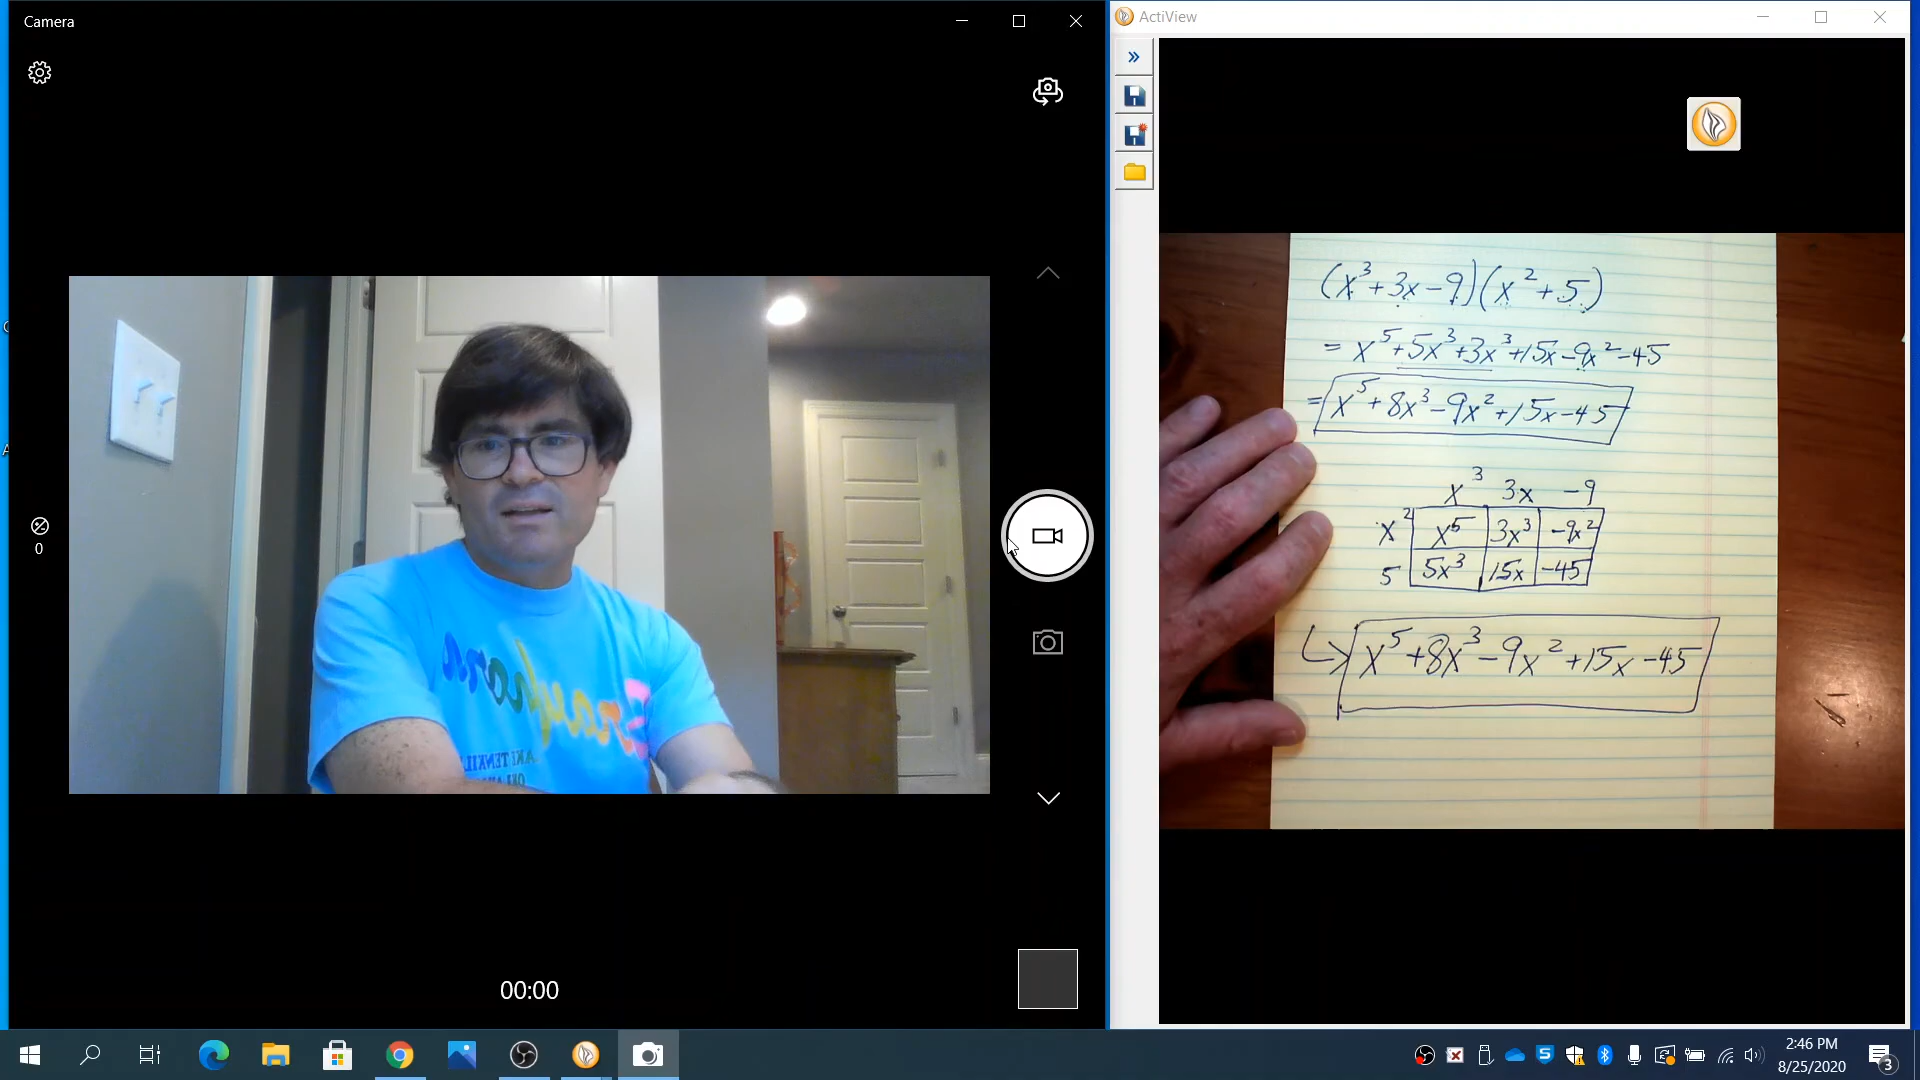 Camera
ActiView
0
00:00
(x³+3x-9)(x²+5)
= x⁵+5x³+3x³+15x-9x²-45
= x⁵+8x³-9x²+15x-45
x³ 3x -9
x² x⁵ 3x³ -9x²
5 5x³ 15x -45
x⁵+8x³-9x²+15x-45
2:46 PM
8/25/2020
3